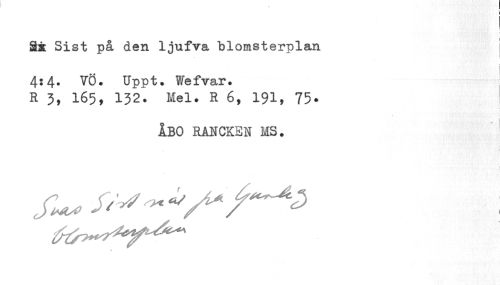 Sist på den ljufva blomsterplan
4:4. VÖ. Uppt. Wefvar.
R 3, 165, 132. Mel. R 6, 191, 75.
ÅBO RANCKEN MS.
Svas Sist när på
blomsterplan